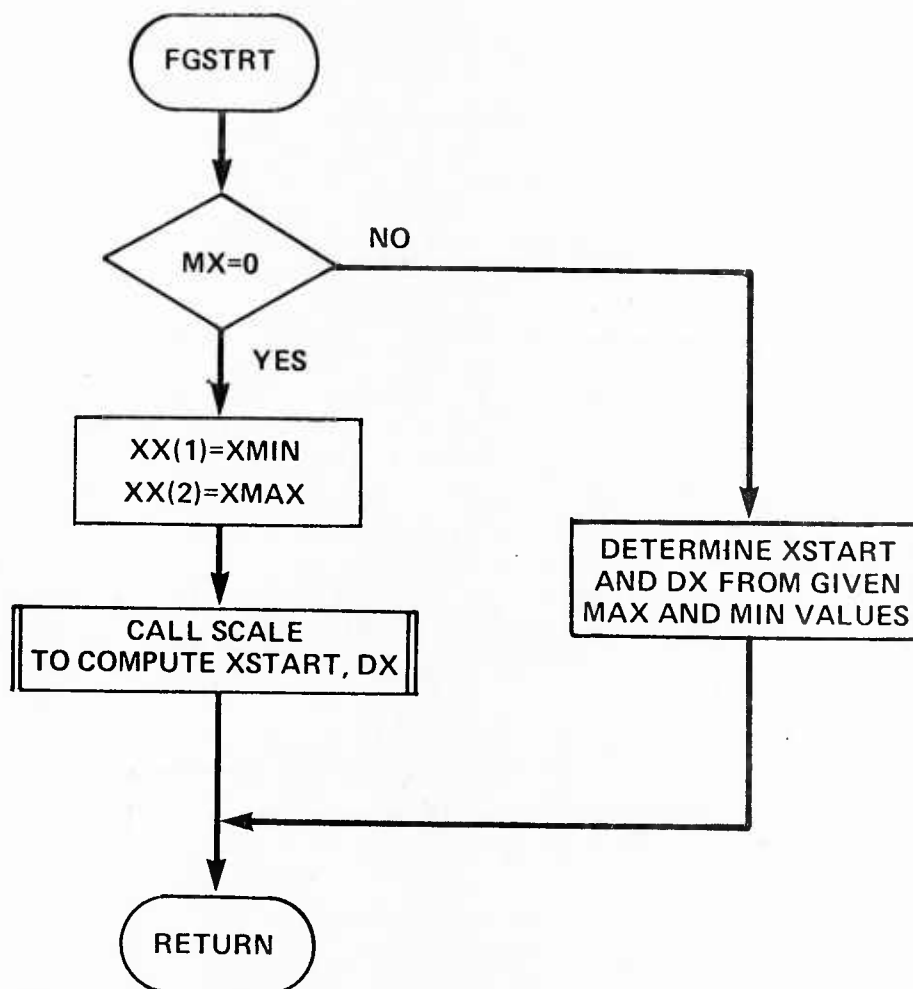 FGSTRT
MX=0
NO
YES
XX(1)=XMIN
XX(2)=XMAX
CALL SCALE
TO COMPUTE XSTART, DX
DETERMINE XSTART
AND DX FROM GIVEN
MAX AND MIN VALUES
RETURN